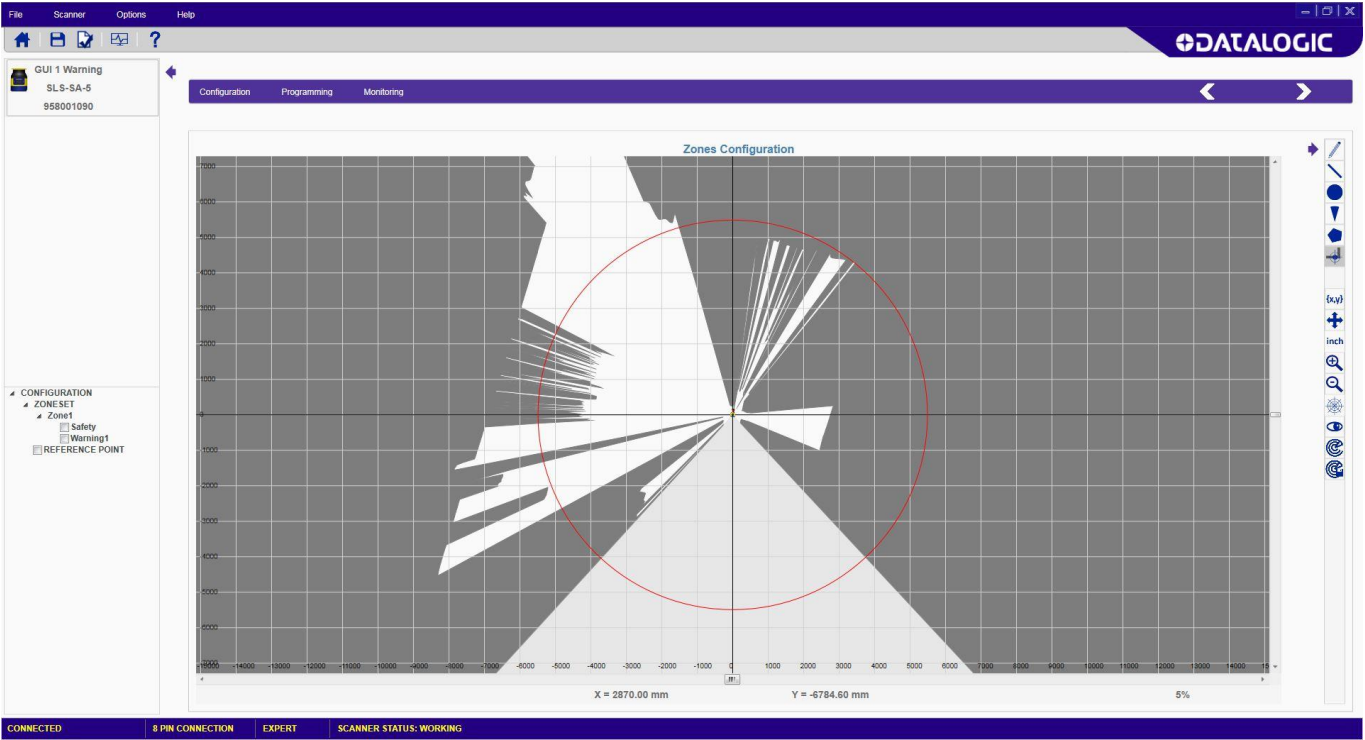 File Scanner Options Help
DATALOGIC
GUI 1 Warning
SLS-SA-5
958001090
Configuration Programming Monitoring
Zones Configuration
7000
6000
5000
4000
3000
2000
1000
0
-1000
-2000
-3000
-4000
-5000
-6000
-7000
-15000 -14000 -13000 -12000 -11000 -10000 -9000 -8000 -7000 -6000 -5000 -4000 -3000 -2000 -1000 0 1000 2000 3000 4000 5000 6000 7000 8000 9000 10000 11000 12000 13000 14000 15
{x,y}
inch
CONFIGURATION
ZONESET
Zone1
Safety
Warning1
REFERENCE POINT
X = 2870.00 mm Y = -6784.60 mm 5%
CONNECTED 8 PIN CONNECTION EXPERT SCANNER STATUS: WORKING